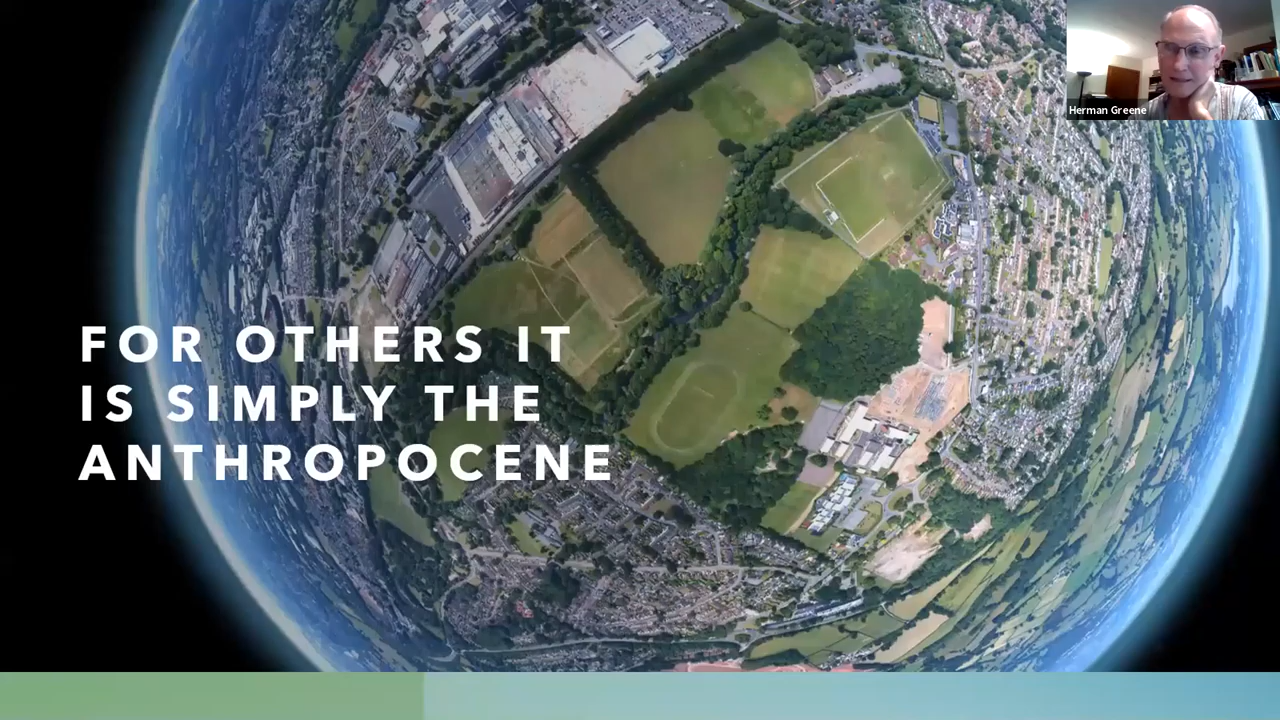 Herman Greene
FOR OTHERS IT
IS SIMPLY THE
ANTHROPOCENE